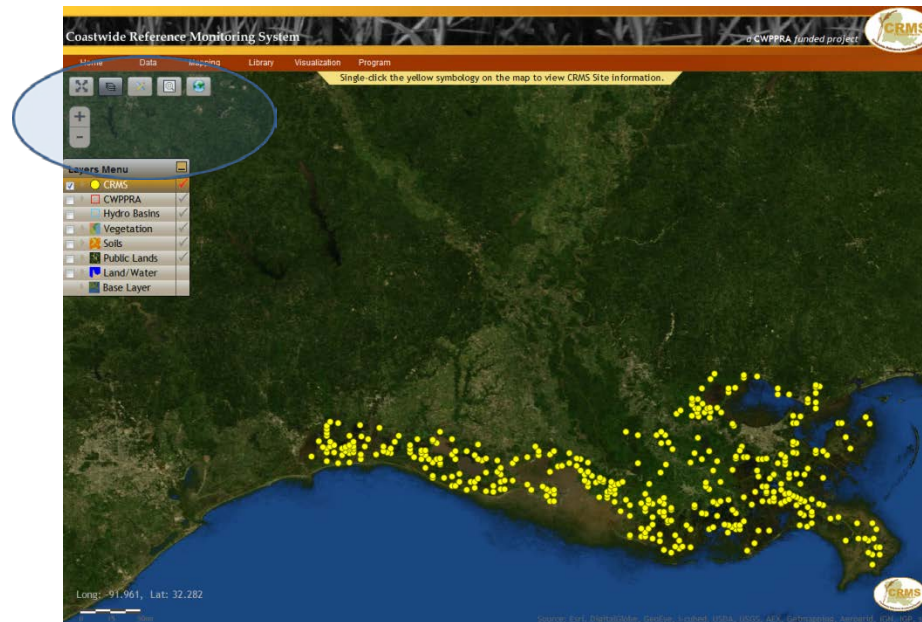 Coastwide Reference Monitoring System
a CWPPRA funded project
CRMS
Home Data Mapping Library Visualization Program
Single-click the yellow symbology on the map to view CRMS Site information.
+
-
Layers Menu
CRMS
CWPPRA
Hydro Basins
Vegetation
Soils
Public Lands
Land/Water
Base Layer
Long: -91.961, Lat: 32.282
CRMS